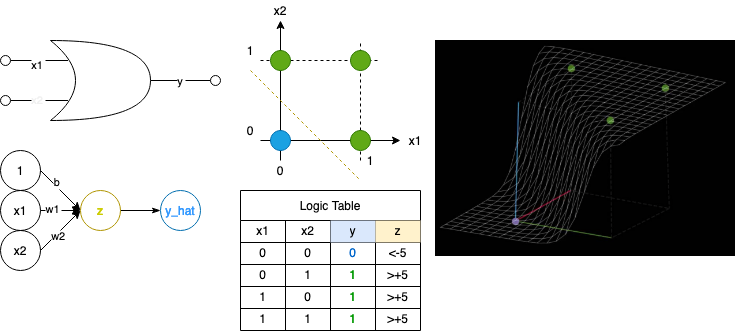 x1
x2
y
1
x1
x2
b
w1
w2
z
y_hat
x2
1
0
0
1
x1
Logic Table
x1 x2 y z
0 0 0 <-5
0 1 1 >+5
1 0 1 >+5
1 1 1 >+5